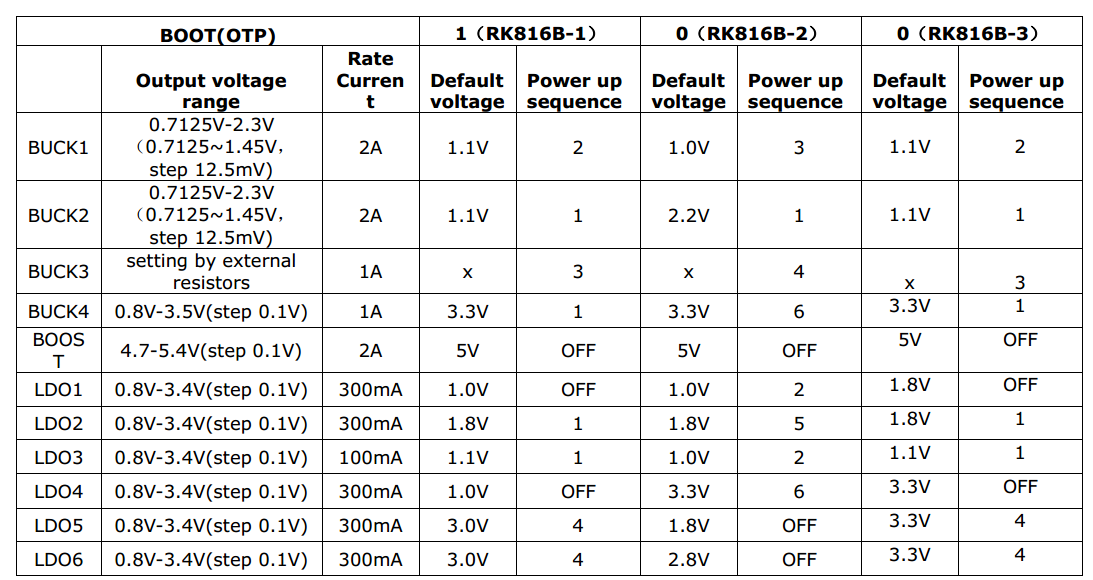 BOOT(OTP) 1（RK816B-1） 0（RK816B-2） 0（RK816B-3）
Output voltage range Rate Curren t Default voltage Power up sequence Default voltage Power up sequence Default voltage Power up sequence
BUCK1 0.7125V-2.3V （0.7125~1.45V， step 12.5mV) 2A 1.1V 2 1.0V 3 1.1V 2
BUCK2 0.7125V-2.3V （0.7125~1.45V， step 12.5mV) 2A 1.1V 1 2.2V 1 1.1V 1
BUCK3 setting by external resistors 1A x 3 x 4 x 3
BUCK4 0.8V-3.5V(step 0.1V) 1A 3.3V 1 3.3V 6 3.3V 1
BOOS T 4.7-5.4V(step 0.1V) 2A 5V OFF 5V OFF 5V OFF
LDO1 0.8V-3.4V(step 0.1V) 300mA 1.0V OFF 1.0V 2 1.8V OFF
LDO2 0.8V-3.4V(step 0.1V) 300mA 1.8V 1 1.8V 5 1.8V 1
LDO3 0.8V-3.4V(step 0.1V) 100mA 1.1V 1 1.0V 2 1.1V 1
LDO4 0.8V-3.4V(step 0.1V) 300mA 1.0V OFF 3.3V 6 3.3V OFF
LDO5 0.8V-3.4V(step 0.1V) 300mA 3.0V 4 1.8V OFF 3.3V 4
LDO6 0.8V-3.4V(step 0.1V) 300mA 3.0V 4 2.8V OFF 3.3V 4